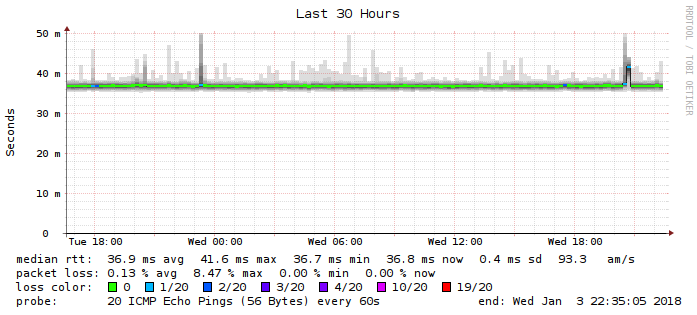 Last 30 Hours
RRDTOOL / TOBI OETIKER
Seconds
50 m
40 m
30 m
20 m
10 m
0
Tue 18:00 Wed 00:00 Wed 06:00 Wed 12:00 Wed 18:00
median rtt: 36.9 ms avg 41.6 ms max 36.7 ms min 36.8 ms now 0.4 ms sd 93.3 am/s
packet loss: 0.13 % avg 8.47 % max 0.00 % min 0.00 % now
loss color: 0 1/20 2/20 3/20 4/20 10/20 19/20
probe: 20 ICMP Echo Pings (56 Bytes) every 60s end: Wed Jan 3 22:35:05 2018